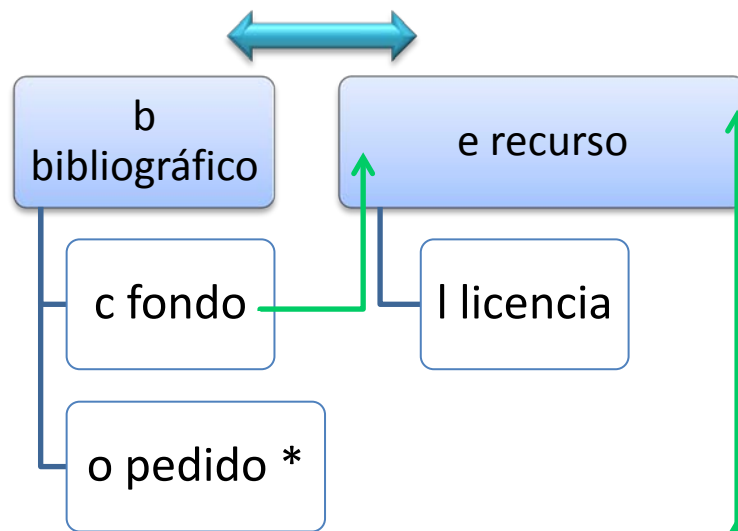 b
bibliográfico
e recurso
c fondo
l licencia
o pedido *